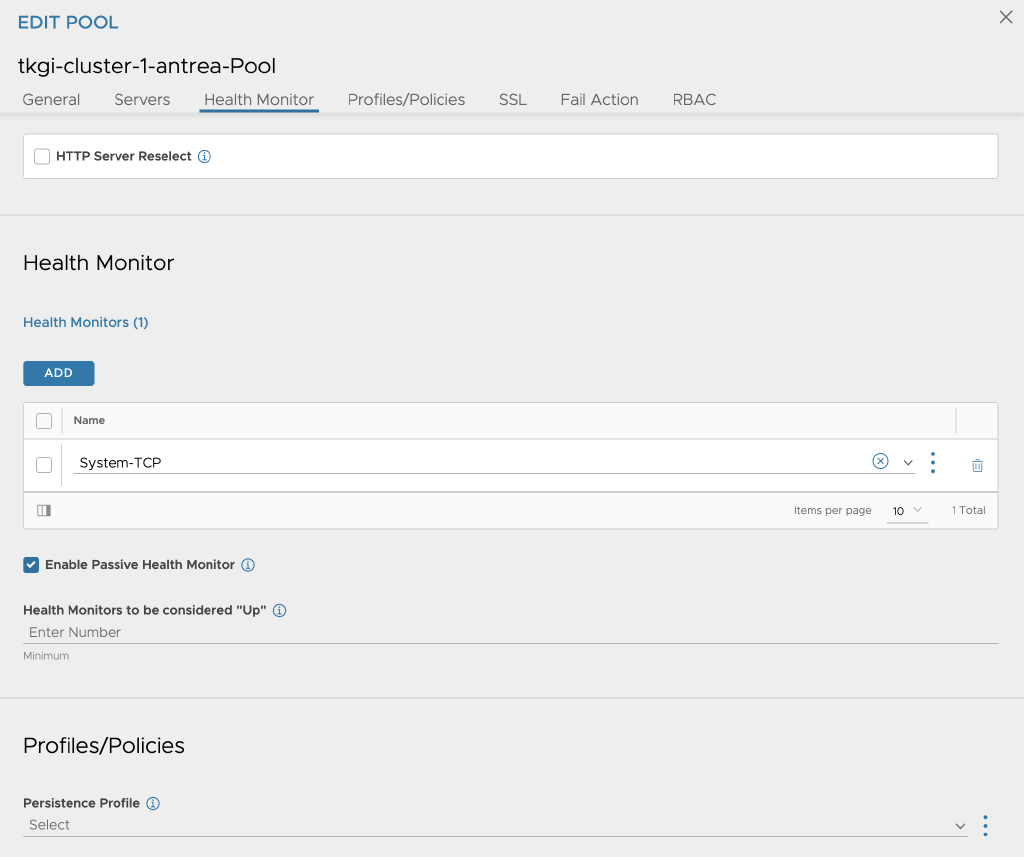 EDIT POOL
tkgi-cluster-1-antrea-Pool
General Servers Health Monitor Profiles/Policies SSL Fail Action RBAC
HTTP Server Reselect
Health Monitor
Health Monitors (1)
ADD
Name
System-TCP
Items per page 10 1 Total
Enable Passive Health Monitor
Health Monitors to be considered "Up"
Enter Number
Minimum
Profiles/Policies
Persistence Profile
Select